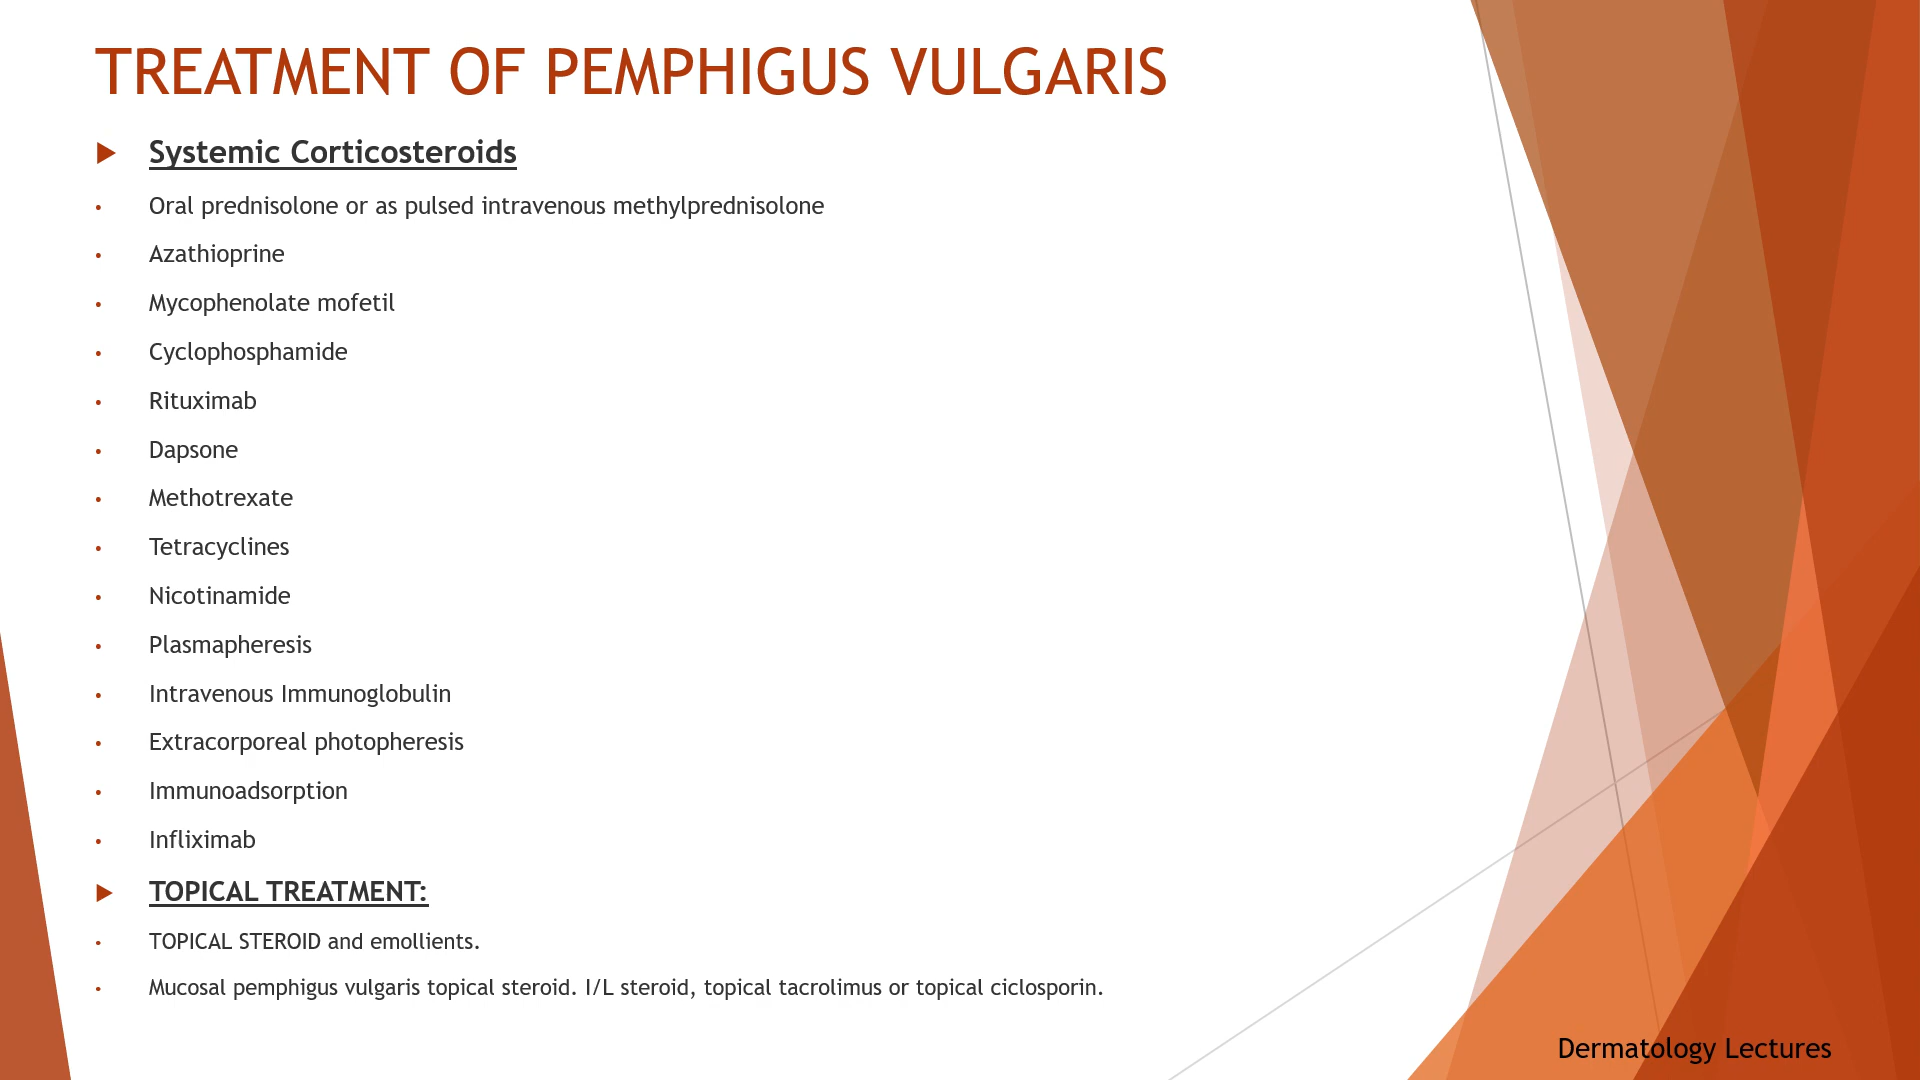 TREATMENT OF PEMPHIGUS VULGARIS
Systemic Corticosteroids
Oral prednisolone or as pulsed intravenous methylprednisolone
Azathioprine
Mycophenolate mofetil
Cyclophosphamide
Rituximab
Dapsone
Methotrexate
Tetracyclines
Nicotinamide
Plasmapheresis
Intravenous Immunoglobulin
Extracorporeal photopheresis
Immunoadsorption
Infliximab
TOPICAL TREATMENT:
TOPICAL STEROID and emollients.
Mucosal pemphigus vulgaris topical steroid. I/L steroid, topical tacrolimus or topical ciclosporin.
Dermatology Lectures